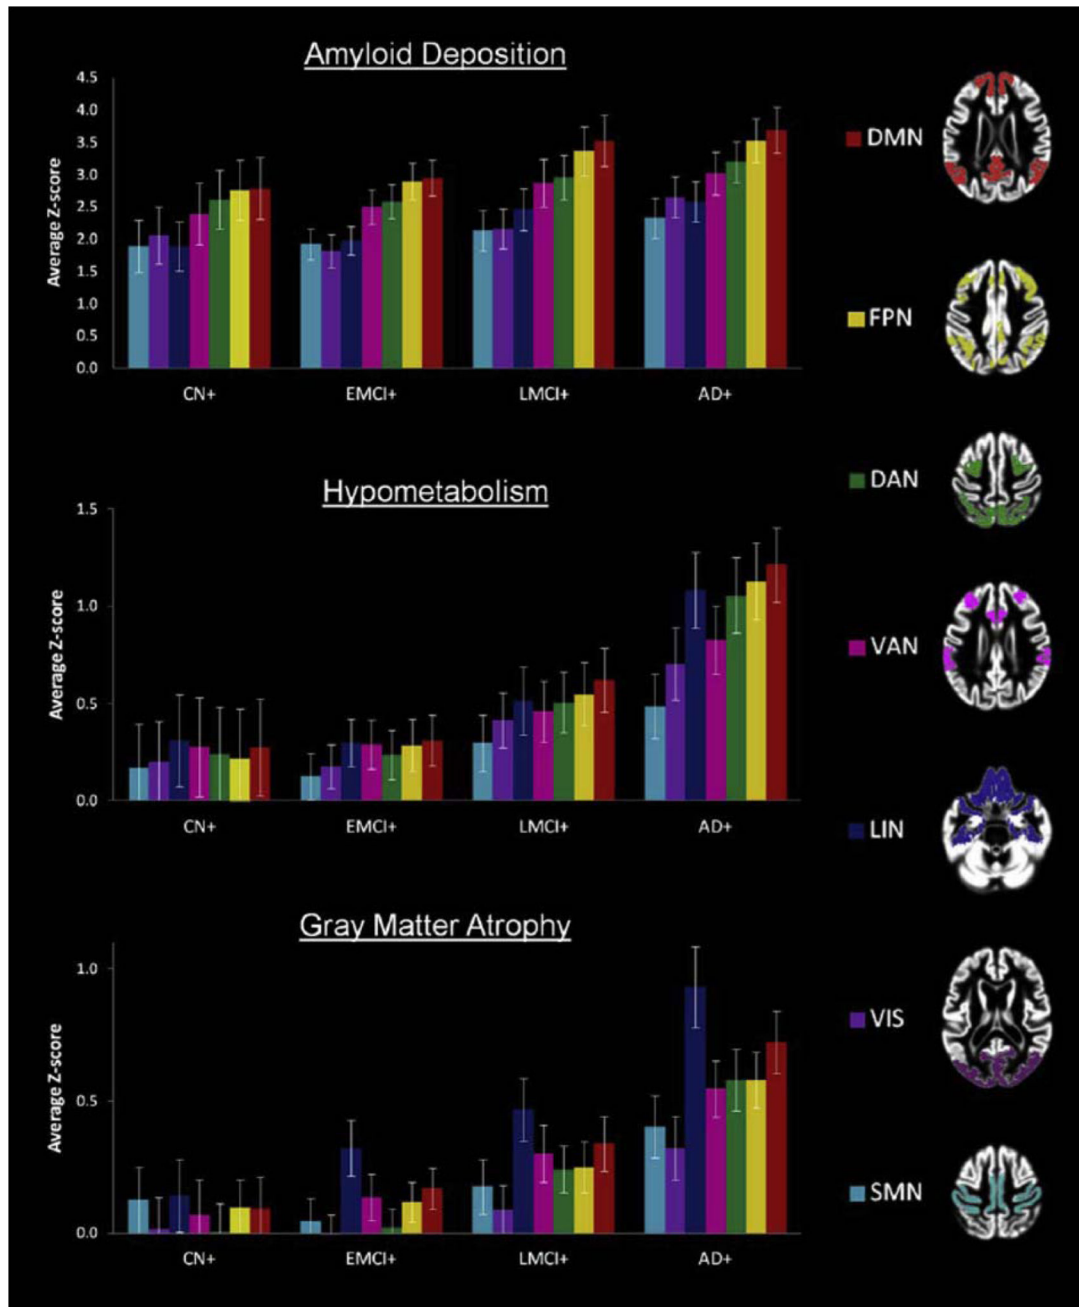 Amyloid Deposition
Average Z-score
4.5
4.0
3.5
3.0
2.5
2.0
1.5
1.0
0.5
0.0
CN+ EMCI+ LMCI+ AD+
Hypometabolism
Average Z-score
1.5
1.0
0.5
0.0
CN+ EMCI+ LMCI+ AD+
Gray Matter Atrophy
Average Z-score
1.0
0.5
0.0
CN+ EMCI+ LMCI+ AD+
DMN
FPN
DAN
VAN
LIN
VIS
SMN